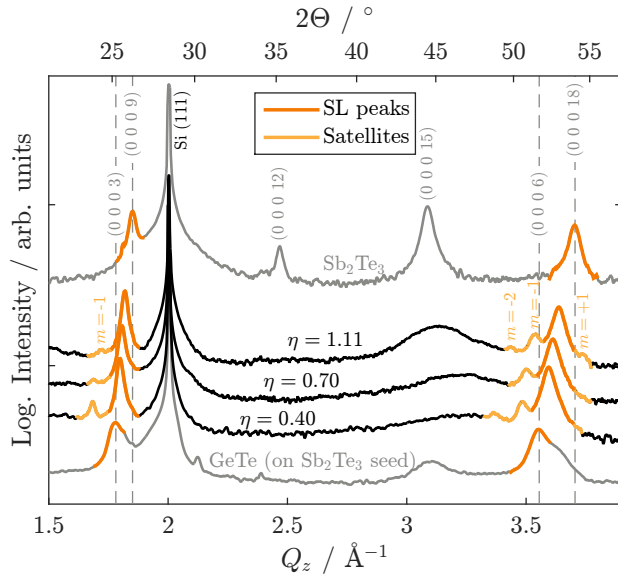 2Θ / °
25 30 35 40 45 50 55
SL peaks
Satellites
(0 0 0 3)
(0 0 0 9)
Si (111)
(0 0 0 12)
(0 0 0 15)
(0 0 0 6)
(0 0 0 18)
Sb₂Te₃
m=-1
m=-2
m=-1
m=+1
η = 1.11
η = 0.70
η = 0.40
GeTe (on Sb₂Te₃ seed)
Log. Intensity / arb. units
1.5 2 2.5 3 3.5
Q_z / Å⁻¹